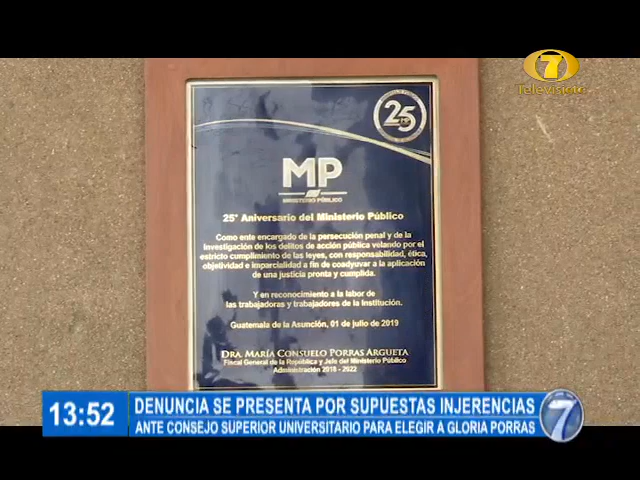 7
Televisiete
25
MP
MINISTERIO PÚBLICO
25° Aniversario del Ministerio Público
Como ente encargado de la persecución penal y de la
investigación de los delitos de acción pública velando por el
estricto cumplimiento de las leyes, con responsabilidad, ética,
objetividad e imparcialidad a fin de coadyuvar a la aplicación
de una justicia pronta y cumplida.
Y en reconocimiento a la labor de
las trabajadoras y trabajadores de la Institución.
Guatemala de la Asunción, 01 de julio de 2019
DRA. MARÍA CONSUELO PORRAS ARGUETA
Fiscal General de la República y Jefe del Ministerio Público
Administración 2018 - 2022
13:52
DENUNCIA SE PRESENTA POR SUPUESTAS INJERENCIAS
ANTE CONSEJO SUPERIOR UNIVERSITARIO PARA ELEGIR A GLORIA PORRAS
7